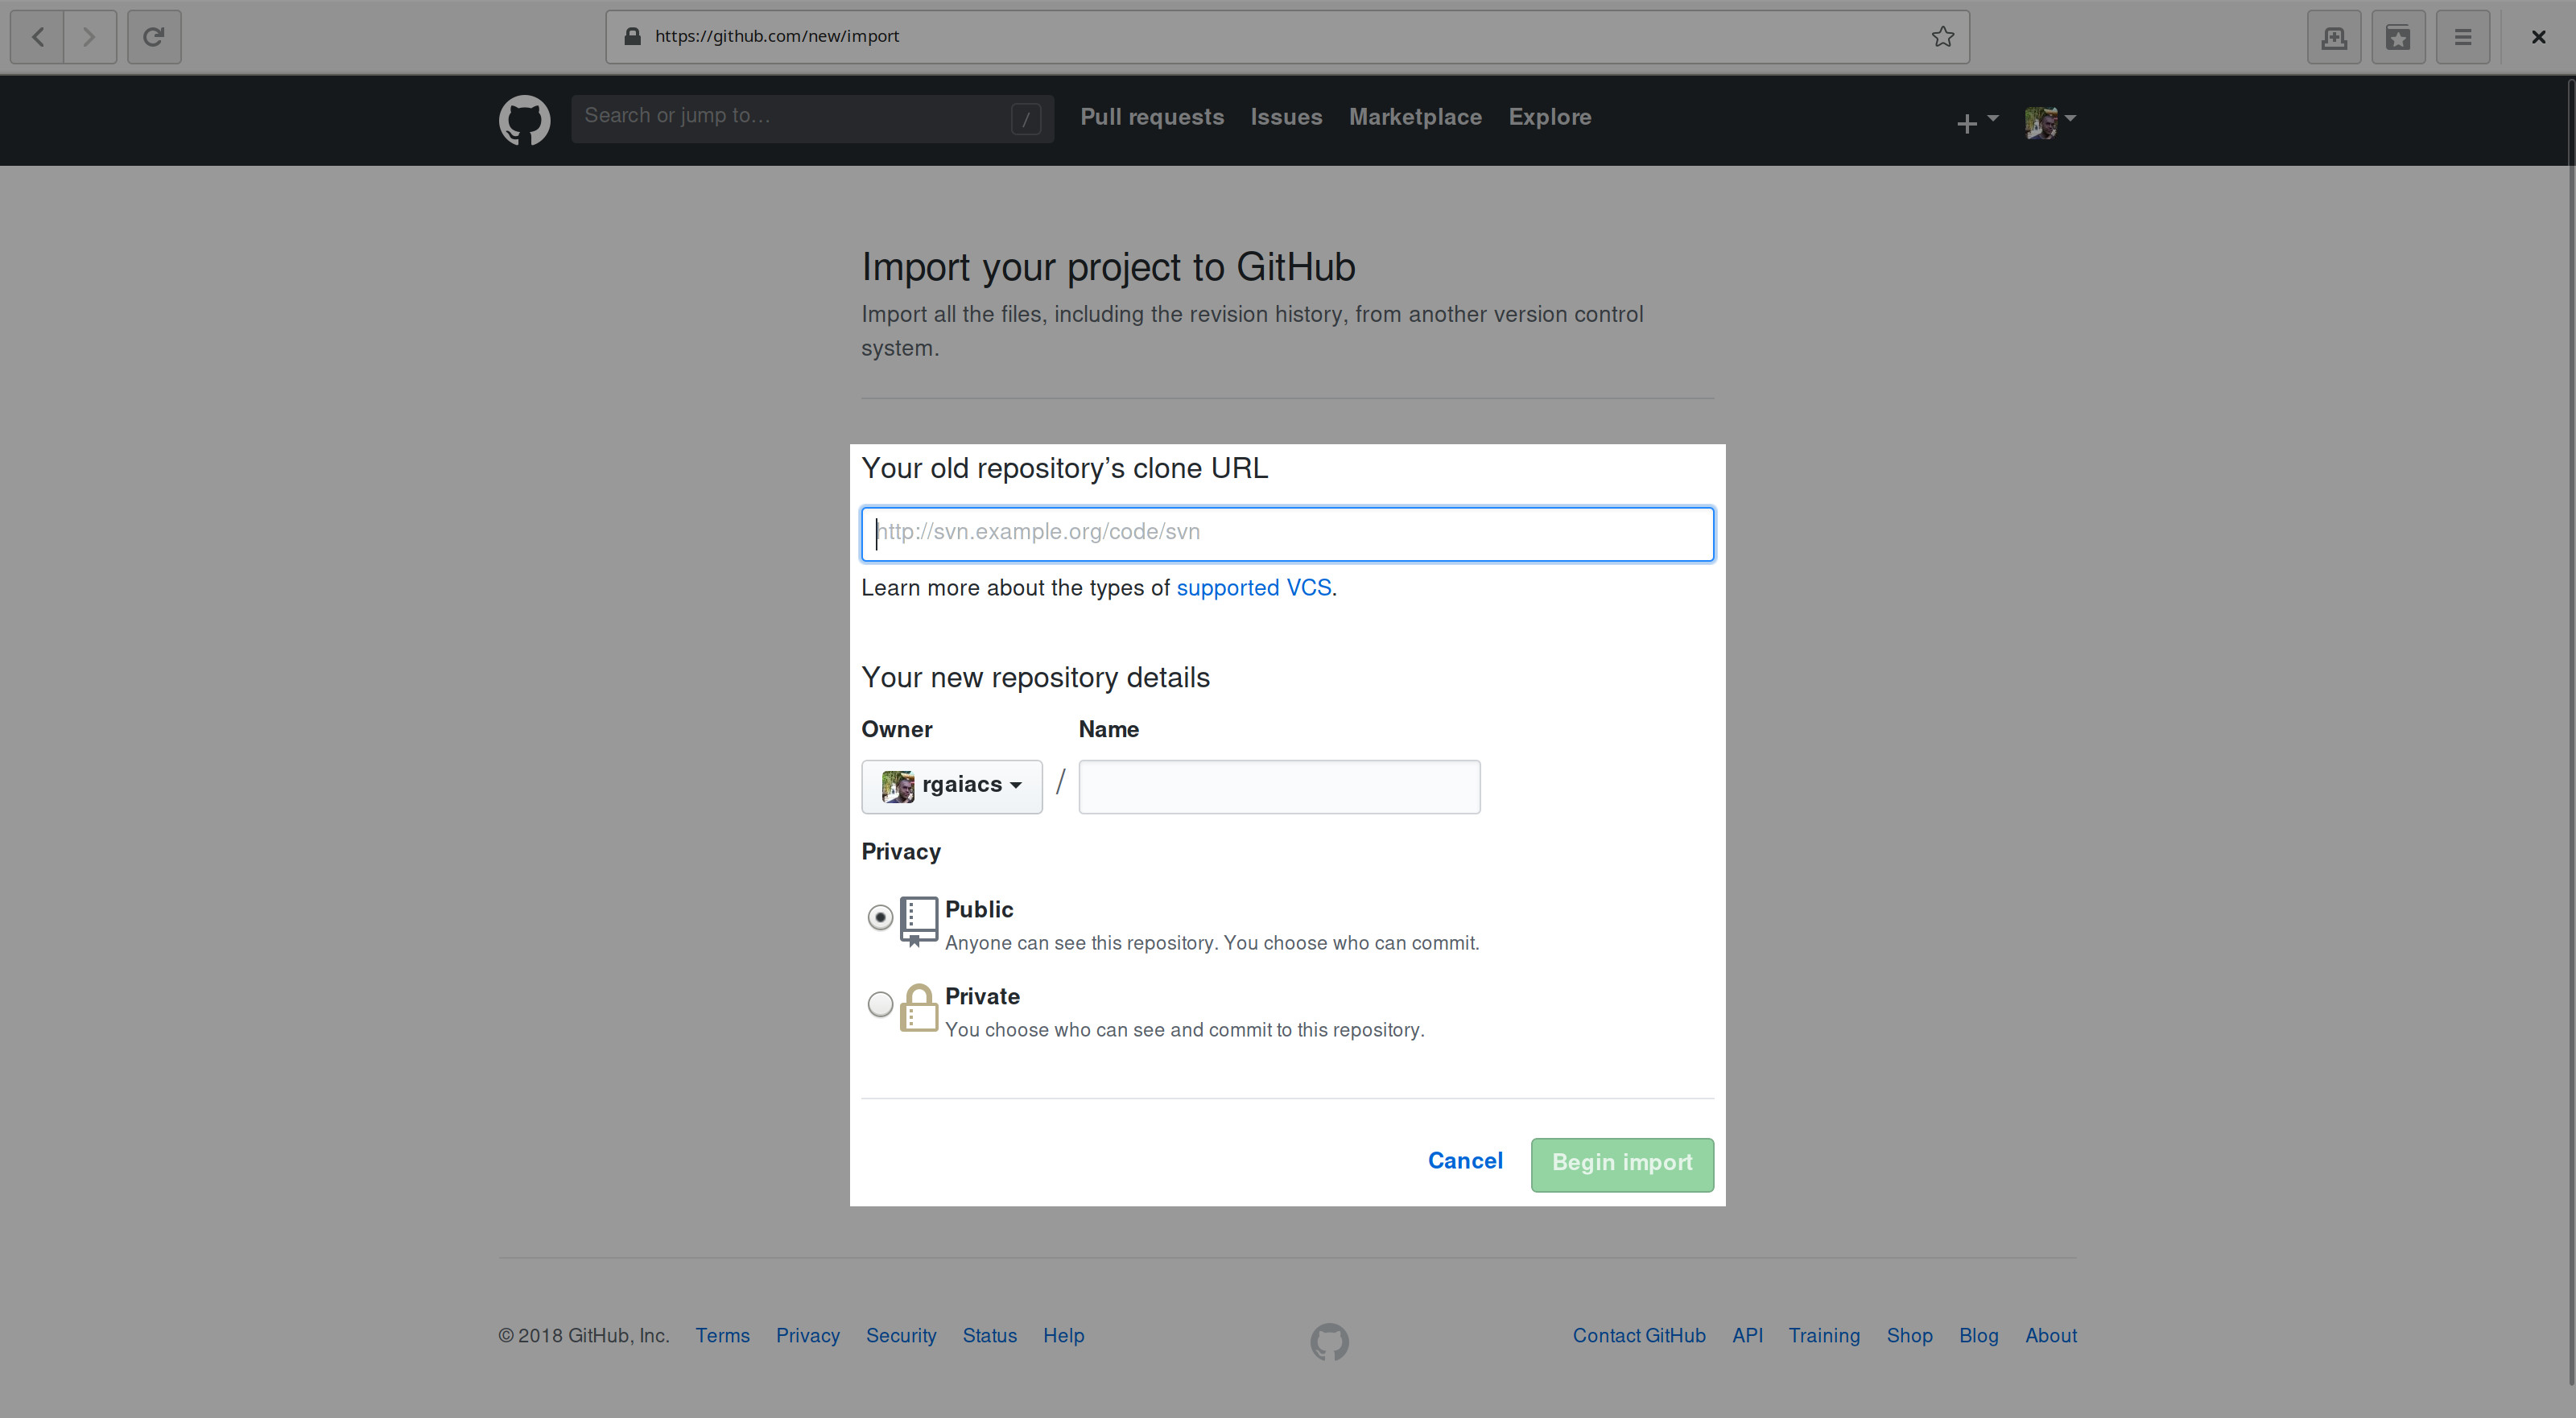 https://github.com/new/import
Search or jump to…
/
Pull requests Issues Marketplace Explore
Import your project to GitHub
Import all the files, including the revision history, from another version control
system.
Your old repository’s clone URL
http://svn.example.org/code/svn
Learn more about the types of supported VCS.
Your new repository details
Owner Name
rgaiacs /
Privacy
Public
Anyone can see this repository. You choose who can commit.
Private
You choose who can see and commit to this repository.
Cancel Begin import
© 2018 GitHub, Inc. Terms Privacy Security Status Help Contact GitHub API Training Shop Blog About